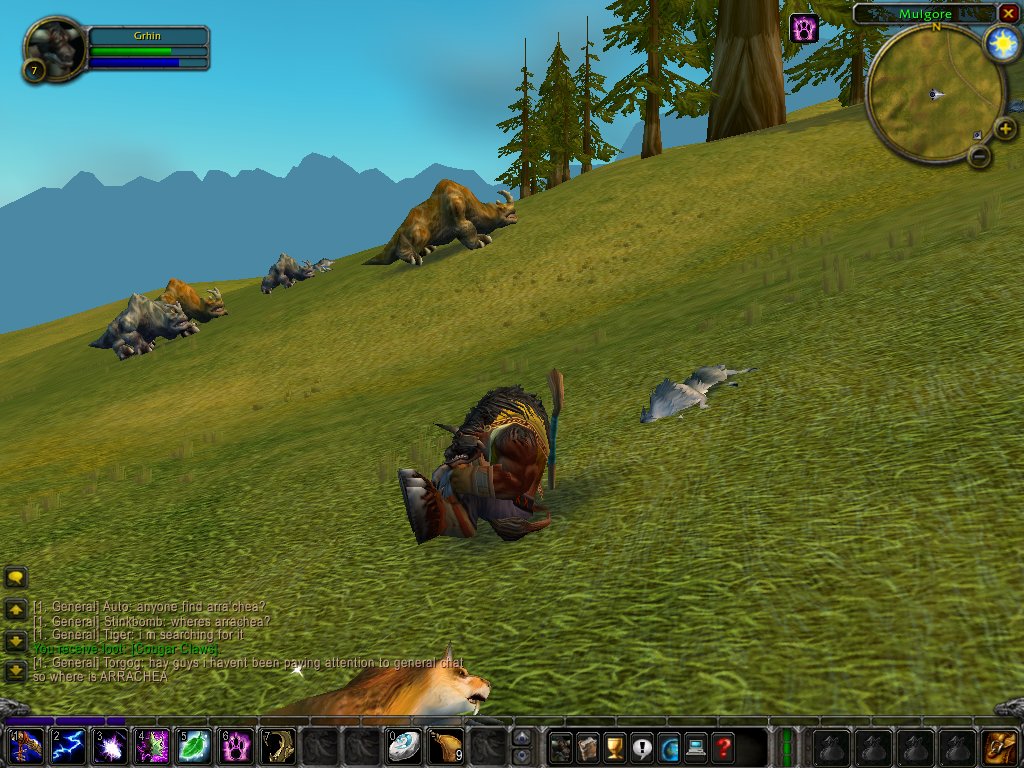 Grhin
7
Mulgore
N
[1. General] Auto: anyone find arra'chea?
[1. General] Stinkbomb: wheres arrachea?
[1. General] Tiger: i m searching for it
You receive loot: [Cougar Claws].
[1. General] Torgog: hay guys i havent been paying attention to general chat
so where is ARRACHEA
2 3 4 5 6 7 0 9